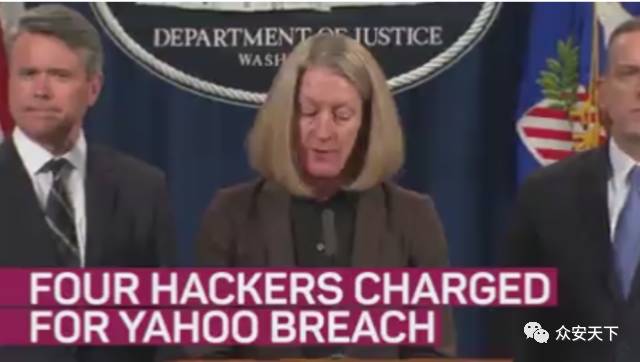 DEPARTMENT OF JUSTICE
WASH
FOUR HACKERS CHARGED
FOR YAHOO BREACH
众安天下